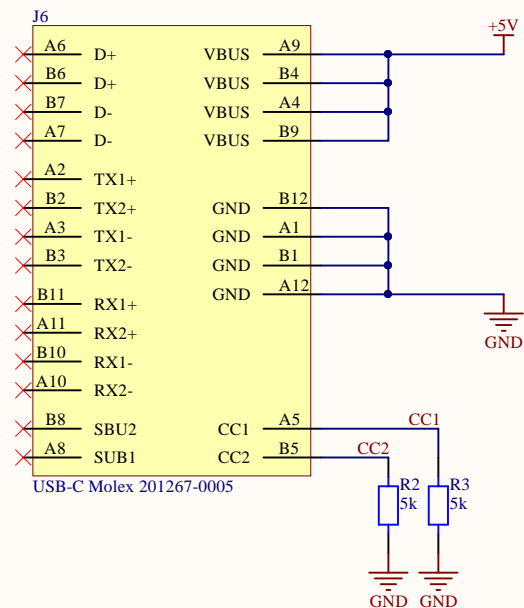 J6
+5V
A6 D+ VBUS A9
B6 D+ VBUS B4
B7 D- VBUS A4
A7 D- VBUS B9
A2 TX1+
B2 TX2+ GND B12
A3 TX1- GND A1
B3 TX2- GND B1
GND A12
B11 RX1+
A11 RX2+
GND
B10 RX1-
A10 RX2-
B8 SBU2 CC1 A5 CC1
A8 SUB1 CC2 B5 CC2
USB-C Molex 201267-0005
R2 R3
5k 5k
GND GND